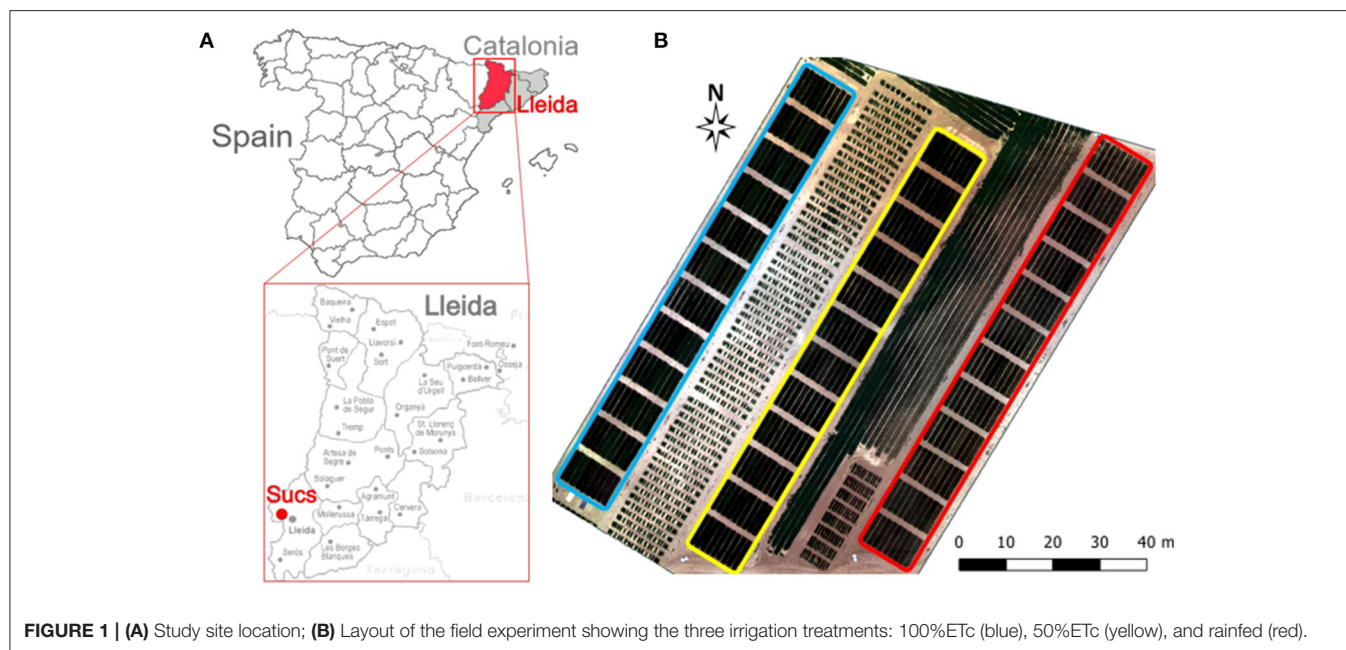 A
B
Catalonia
Lleida
Spain
N
Lleida
Baqueira
Vielha
Espot
Llavorsi
Pont de
Suert
Sort
Font-Romeu
Puigcerdà
Osseja
La Seu
d'Urgell
Bellver
La Pobla
de Segur
Organyà
Tremp
St. Llorenç
de Morunys
Solsona
Artesa de
Segre
Ponts
Balaguer
Sucs
Agramunt
Lleida
Mollerussa
Tàrrega
Cervera
Barcelona
Seròs
Les Borges
Blanques
Tarragona
0 10 20 30 40 m
FIGURE 1 | (A) Study site location; (B) Layout of the field experiment showing the three irrigation treatments: 100%ETc (blue), 50%ETc (yellow), and rainfed (red).